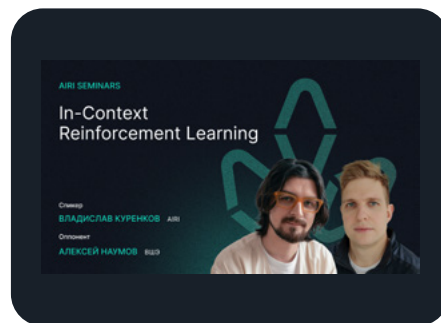 AIRI SEMINARS
In-Context
Reinforcement Learning
Спикер
ВЛАДИСЛАВ КУРЕНКОВ AIRI
Оппонент
АЛЕКСЕЙ НАУМОВ ВШЭ